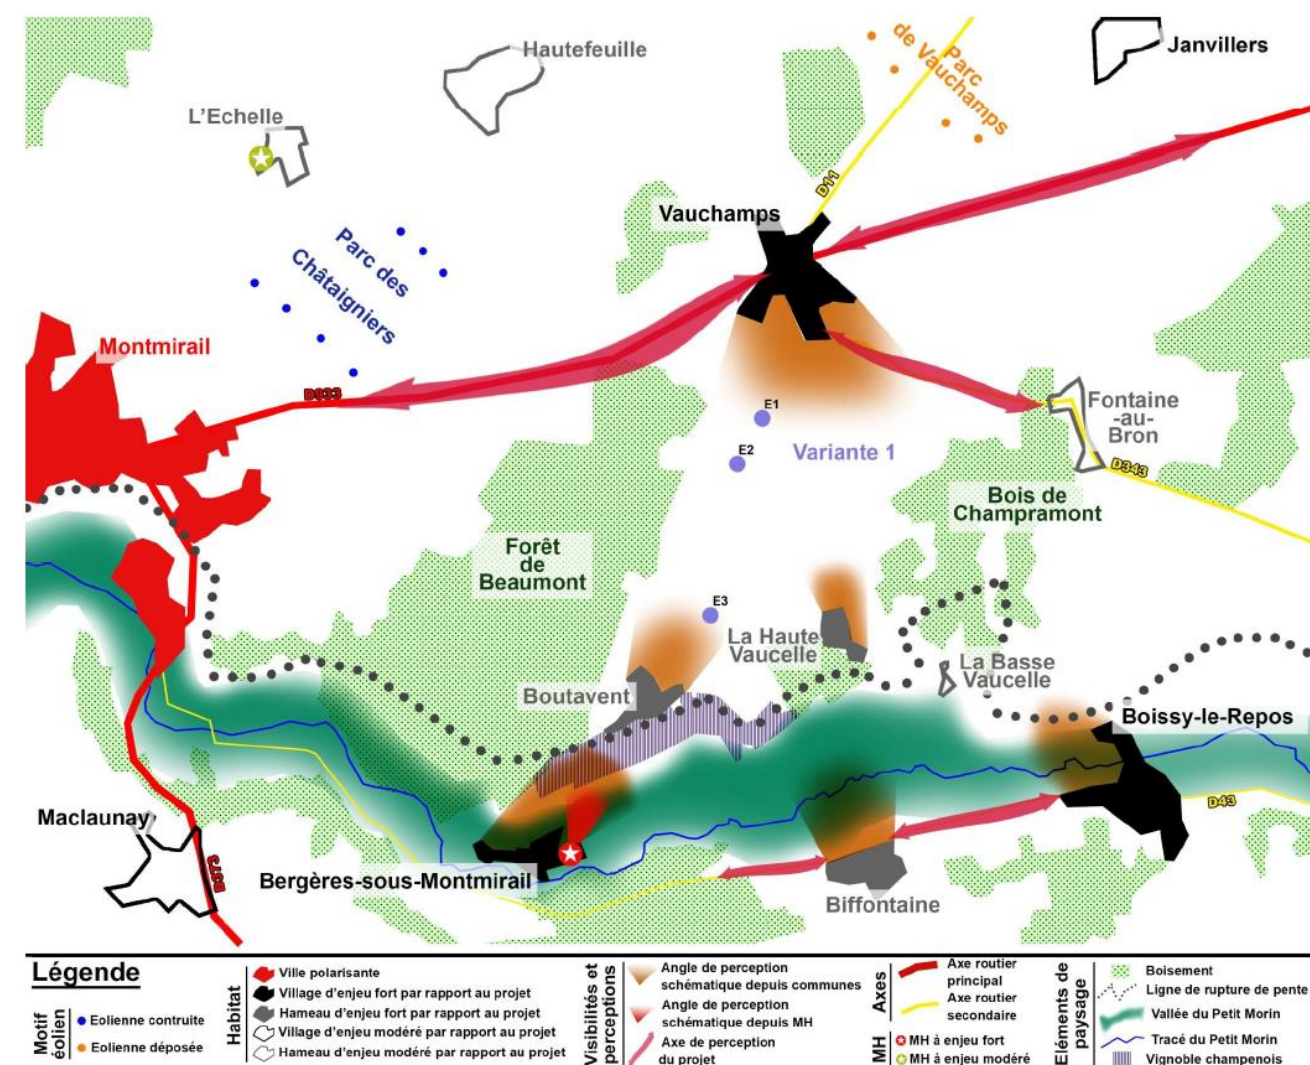 Hautefeuille
Janvillers
L'Echelle
Parc
de Vauchamps
D11
Vauchamps
Parc des
Châtaigniers
Montmirail
D933
E1
E2
Variante 1
Fontaine
-au-
Bron
D343
Bois de
Champramont
Forêt
de
Beaumont
E3
La Haute
Vaucelle
La Basse
Vaucelle
Boutavent
Boissy-le-Repos
Maclaunay
D373
D43
Bergères-sous-Montmirail
Biffontaine
Légende
Motif
éolien
Eolienne contruite
Eolienne déposée
Habitat
Ville polarisante
Village d'enjeu fort par rapport au projet
Hameau d'enjeu fort par rapport au projet
Village d'enjeu modéré par rapport au projet
Hameau d'enjeu modéré par rapport au projet
Visibilités et
perceptions
Angle de perception
schématique depuis communes
Angle de perception
schématique depuis MH
Axe de perception
du projet
Axes
Axe routier
principal
Axe routier
secondaire
MH
MH à enjeu fort
MH à enjeu modéré
Eléments de
paysage
Boisement
Ligne de rupture de pente
Vallée du Petit Morin
Tracé du Petit Morin
Vignoble champenois